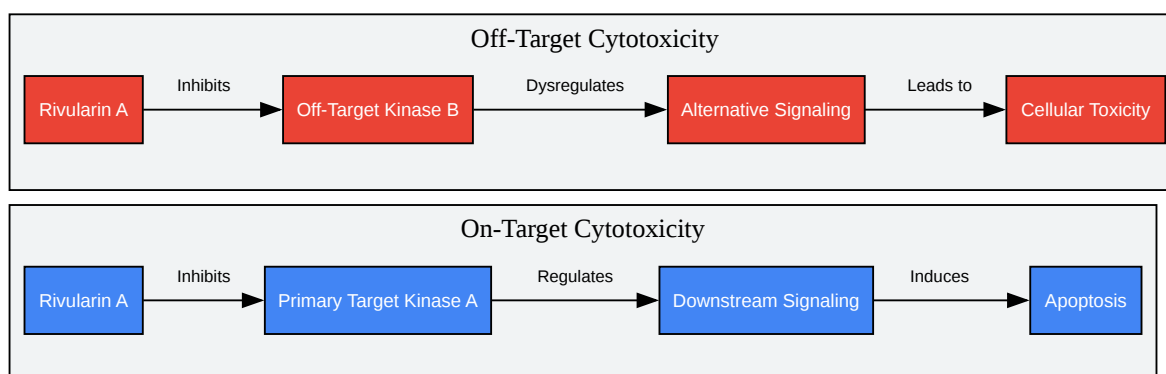 Off-Target Cytotoxicity
Rivularin A
Inhibits
Off-Target Kinase B
Dysregulates
Alternative Signaling
Leads to
Cellular Toxicity
On-Target Cytotoxicity
Rivularin A
Inhibits
Primary Target Kinase A
Regulates
Downstream Signaling
Induces
Apoptosis